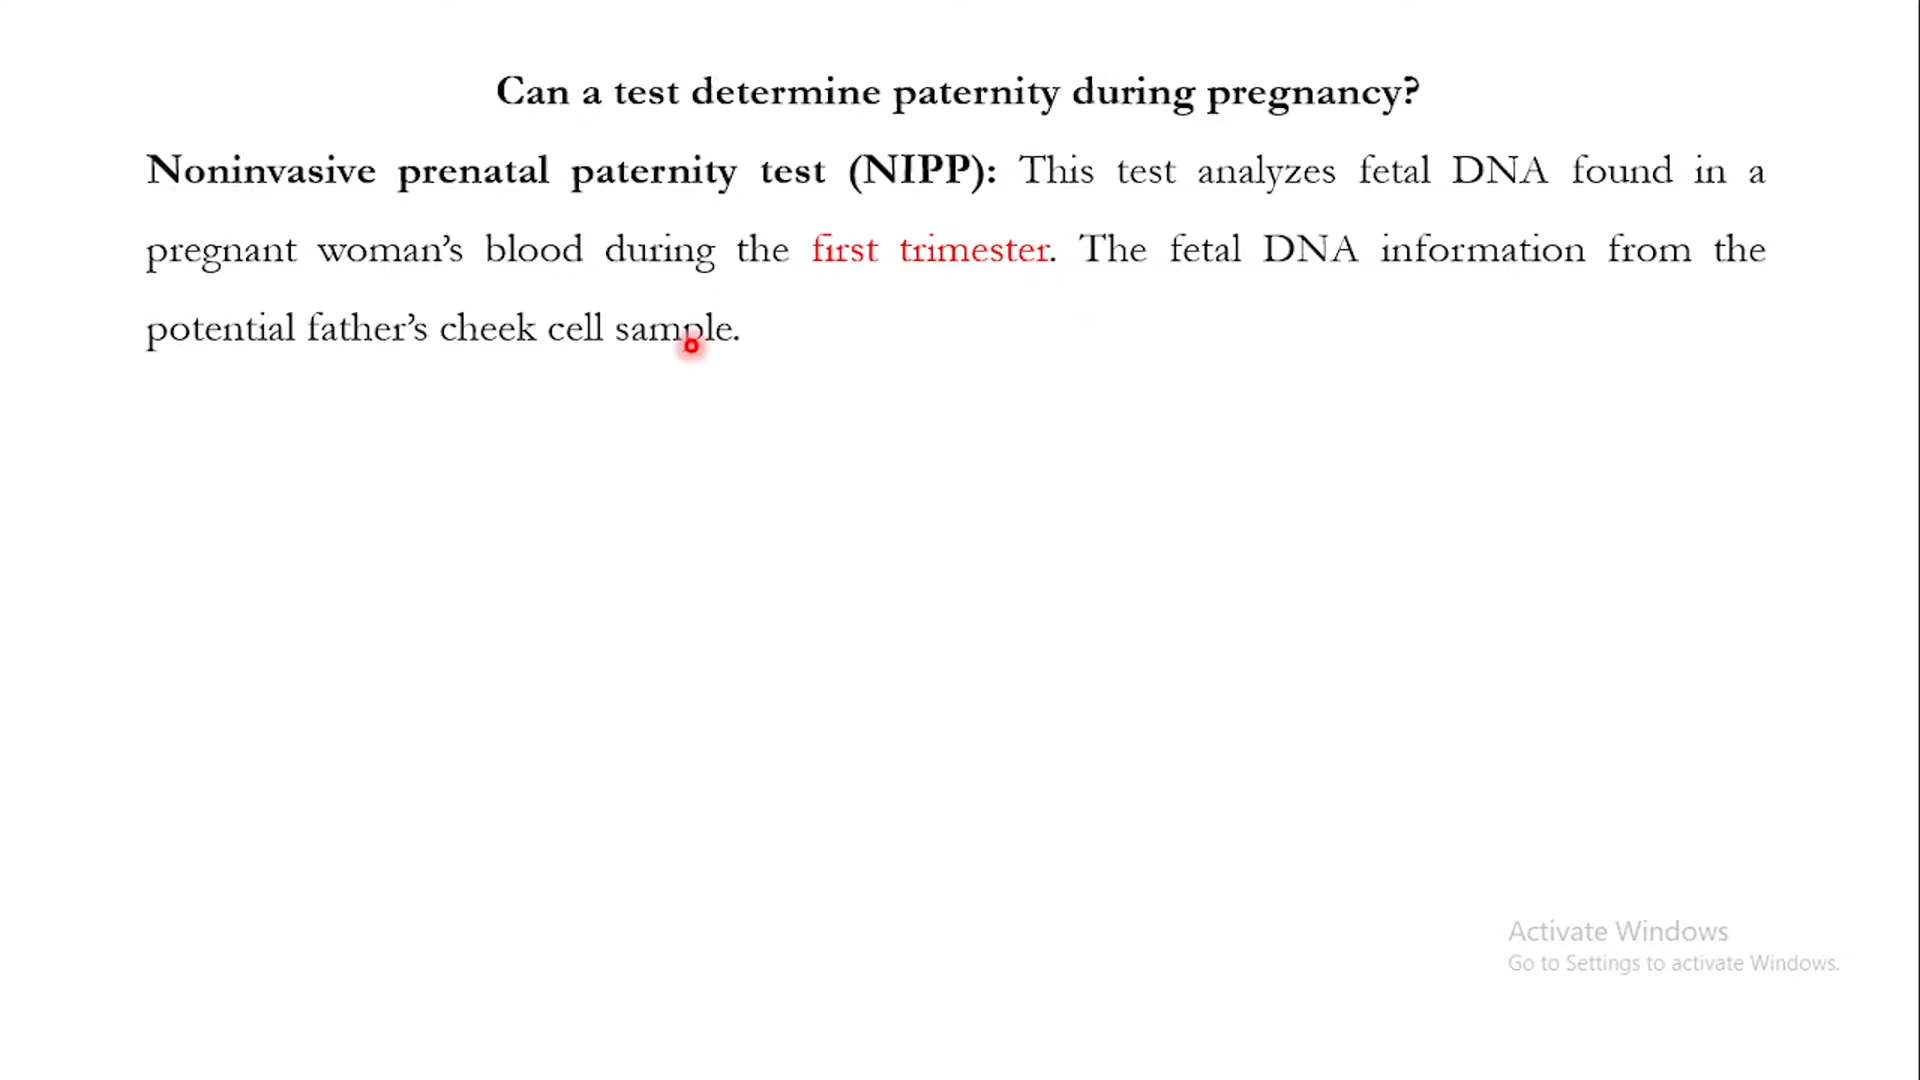 Can a test determine paternity during pregnancy?
Noninvasive prenatal paternity test (NIPP): This test analyzes fetal DNA found in a
pregnant woman’s blood during the first trimester. The fetal DNA information from the
potential father’s cheek cell sample.
Activate Windows
Go to Settings to activate Windows.